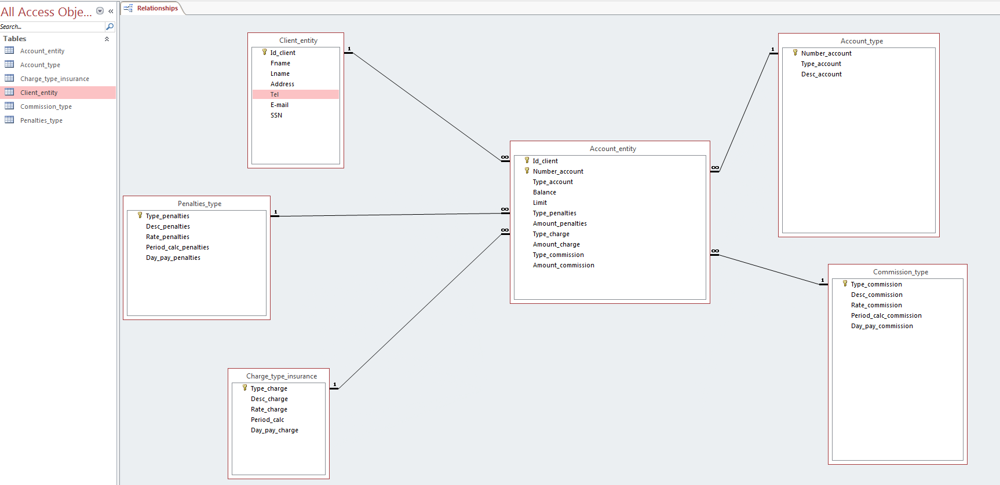 All Access Obje...
Search...
Tables
Account_entity
Account_type
Charge_type_insurance
Client_entity
Commission_type
Penalties_type
Relationships
Client_entity
Id_client
Fname
Lname
Address
Tel
E-mail
SSN
1
∞
Account_type
Number_account
Type_account
Desc_account
1
∞
Account_entity
Id_client
Number_account
Type_account
Balance
Limit
Type_penalties
Amount_penalties
Type_charge
Amount_charge
Type_commission
Amount_commission
Penalties_type
Type_penalties
Desc_penalties
Rate_penalties
Period_calc_penalties
Day_pay_penalties
1
∞
∞
∞
1
Commission_type
Type_commission
Desc_commission
Rate_commission
Period_calc_commission
Day_pay_commission
Charge_type_insurance
Type_charge
Desc_charge
Rate_charge
Period_calc
Day_pay_charge
1